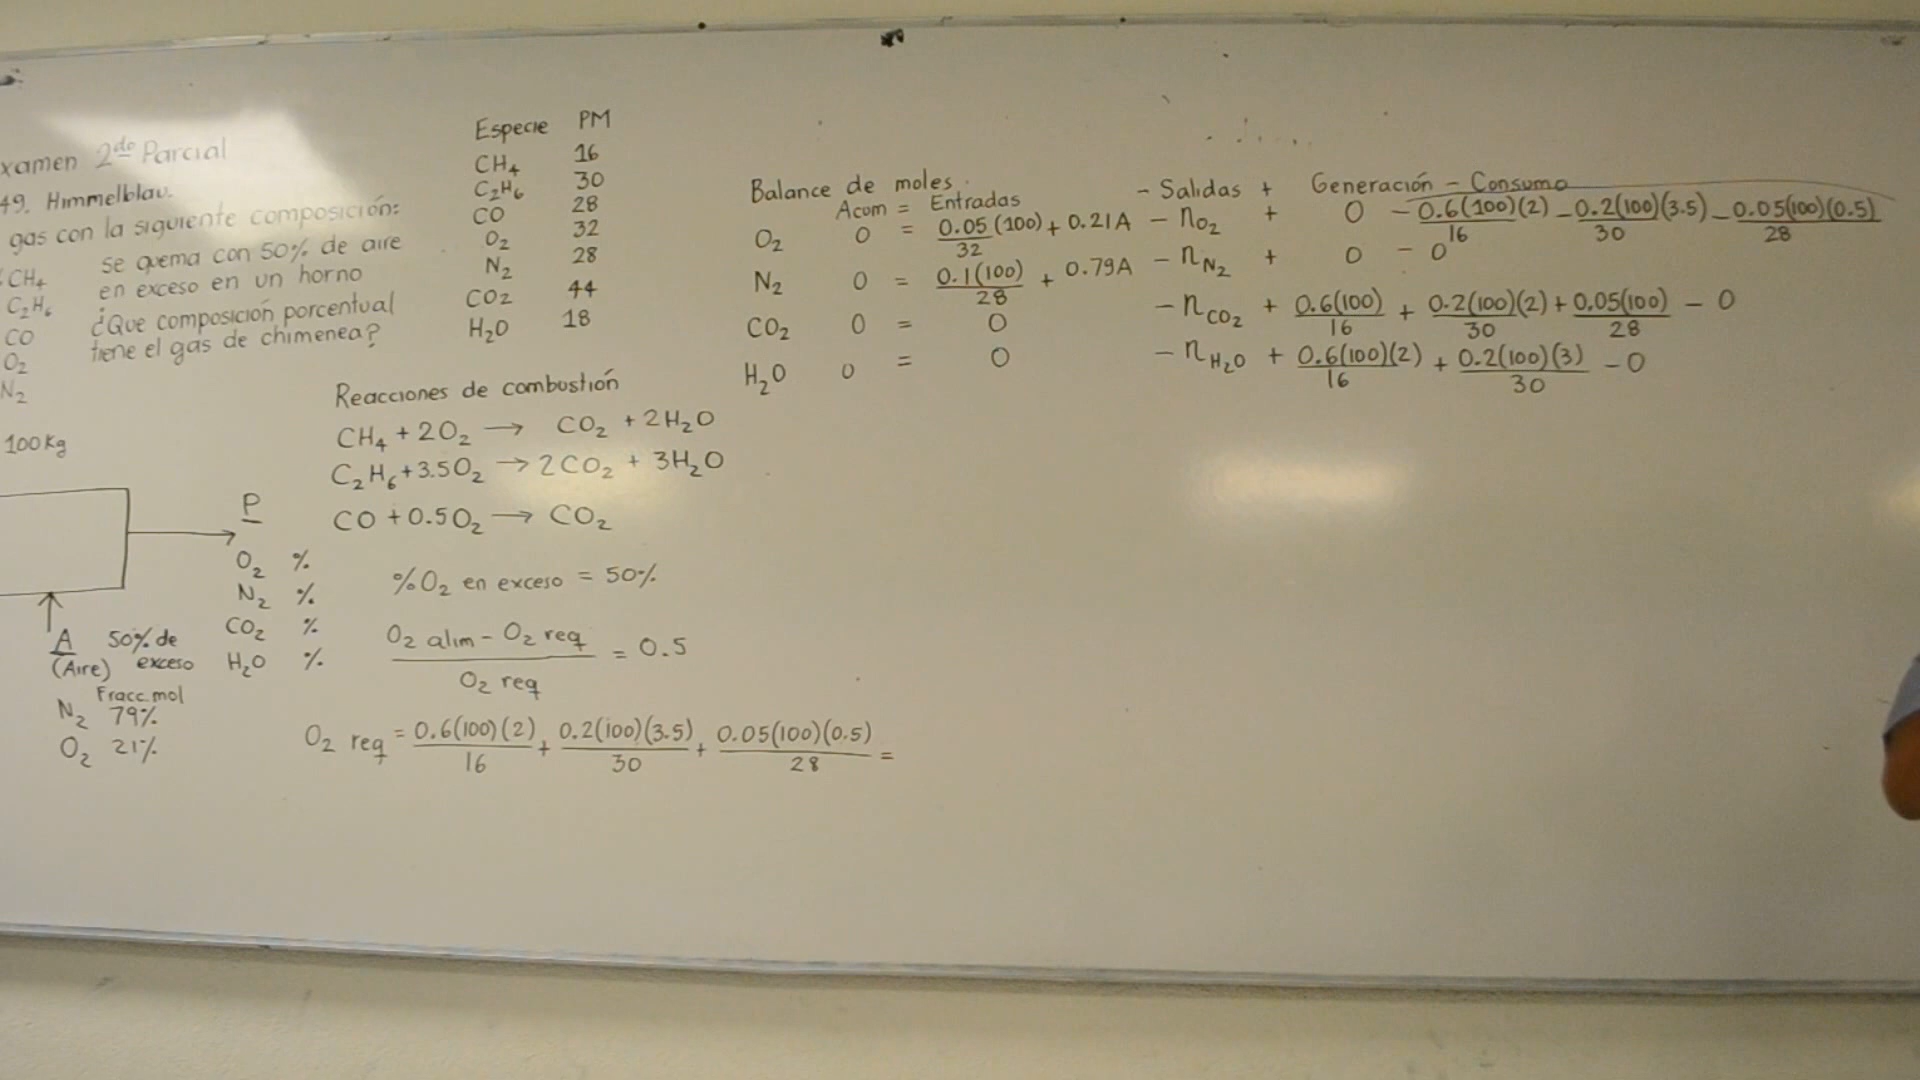 xamen 2do Parcial
49. Himmelblau.
gas con la siguiente composición:
CH4 se quema con 50% de aire
C2H6 en exceso en un horno
CO ¿Que composición porcentual
O2 tiene el gas de chimenea?
N2
100Kg
P
O2 %
N2 %
CO2 %
H2O %
A 50% de
(Aire) exceso
Fracc. mol
N2 79%
O2 21%
Especie PM
CH4 16
C2H6 30
CO 28
O2 32
N2 28
CO2 44
H2O 18
Reacciones de combustión
CH4 + 2O2 → CO2 + 2H2O
C2H6 + 3.5O2 → 2CO2 + 3H2O
CO + 0.5O2 → CO2
%O2 en exceso = 50%
O2 alim - O2 req
= 0.5
O2 req
O2 req = 0.6(100)(2)/16 + 0.2(100)(3.5)/30 + 0.05(100)(0.5)/28 =
Balance de moles.
Acom = Entradas - Salidas + Generación - Consumo
O2 0 = 0.05(100)/32 + 0.21A - nO2 + 0 - 0.6(100)(2)/16 - 0.2(100)(3.5)/30 - 0.05(100)(0.5)/28
N2 0 = 0.1(100)/28 + 0.79A - nN2 + 0 - 0
CO2 0 = 0 - nCO2 + 0.6(100)/16 + 0.2(100)(2)/30 + 0.05(100)/28 - 0
H2O 0 = 0 - nH2O + 0.6(100)(2)/16 + 0.2(100)(3)/30 - 0